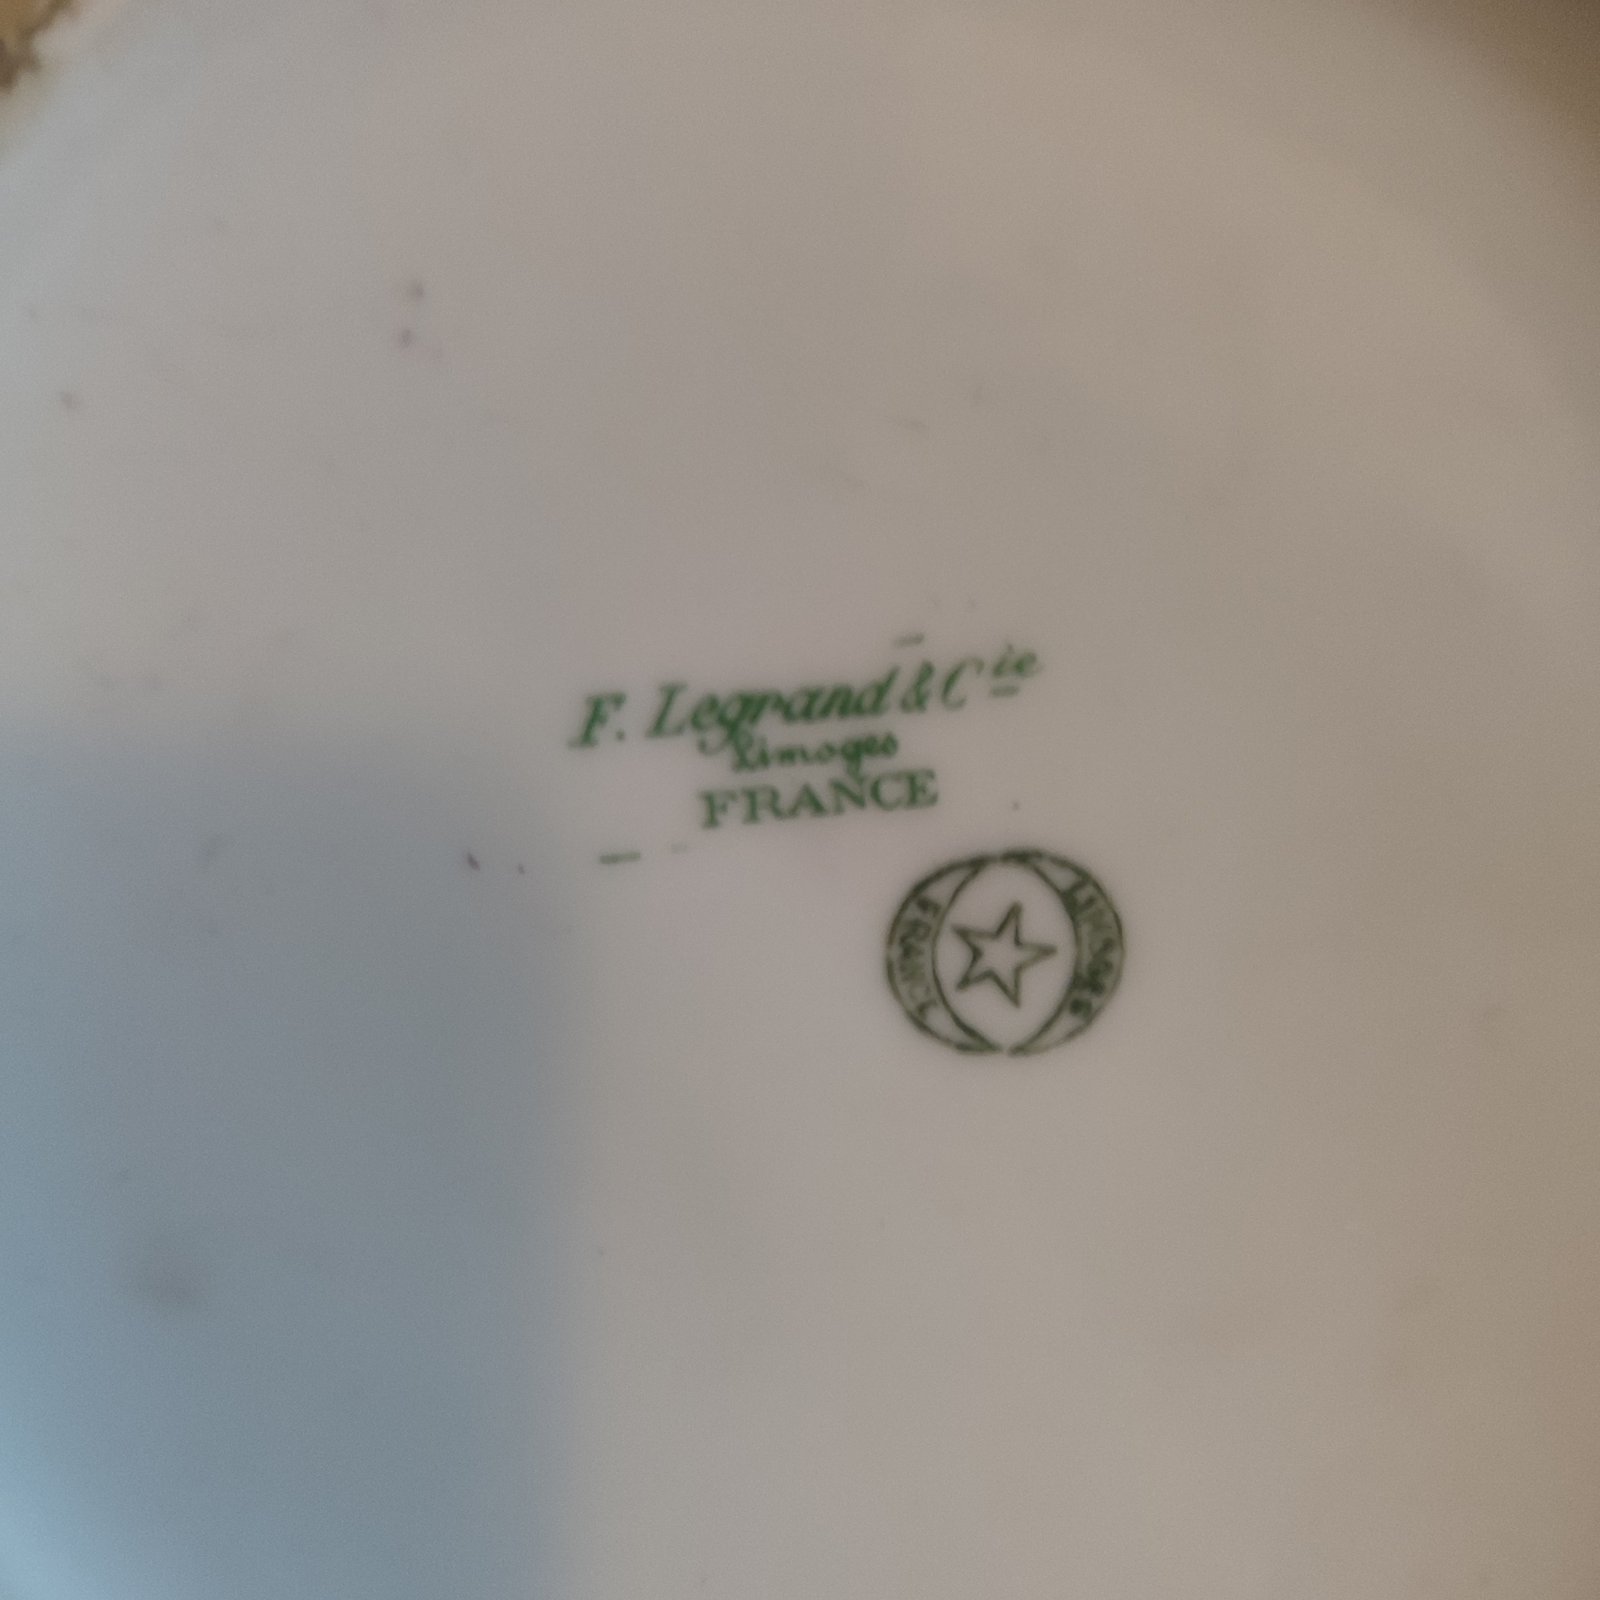 F. Legrand & Cie
Limoges
FRANCE
FRANCE
LIMOGES